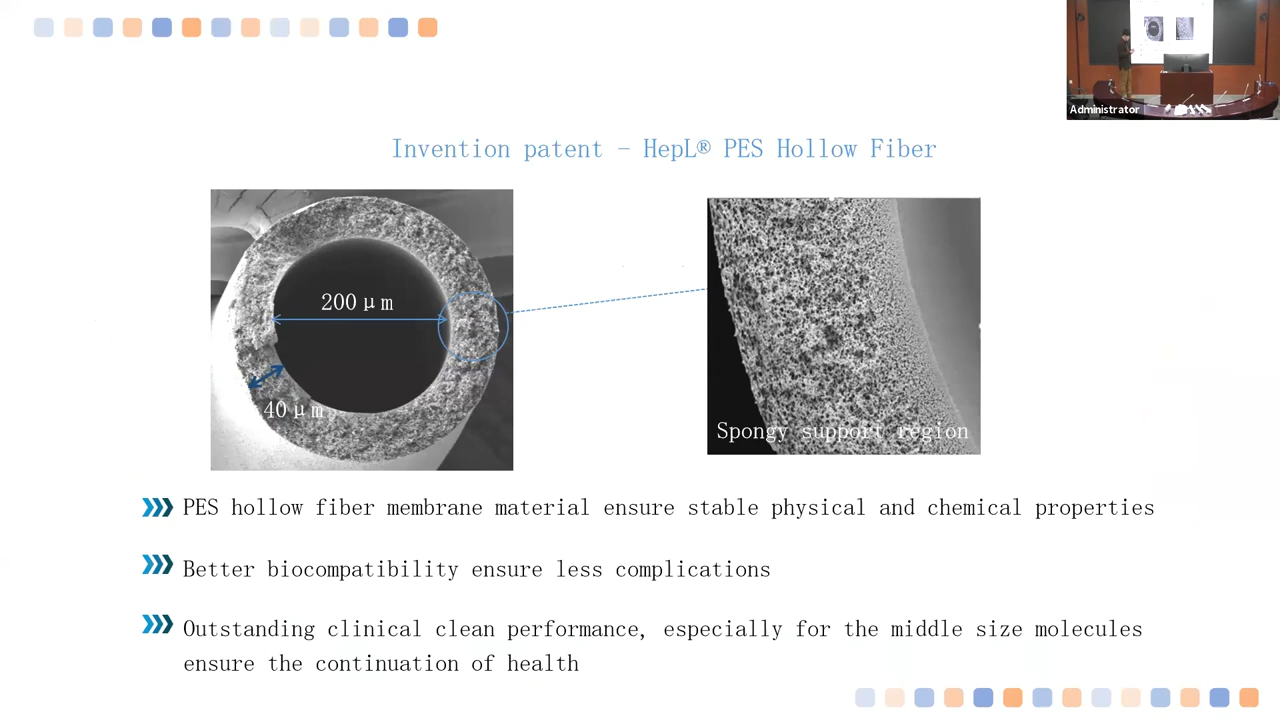 Administrator
Invention patent - HepL® PES Hollow Fiber
200μm
40μm
Spongy support region
PES hollow fiber membrane material ensure stable physical and chemical properties
Better biocompatibility ensure less complications
Outstanding clinical clean performance, especially for the middle size molecules
ensure the continuation of health